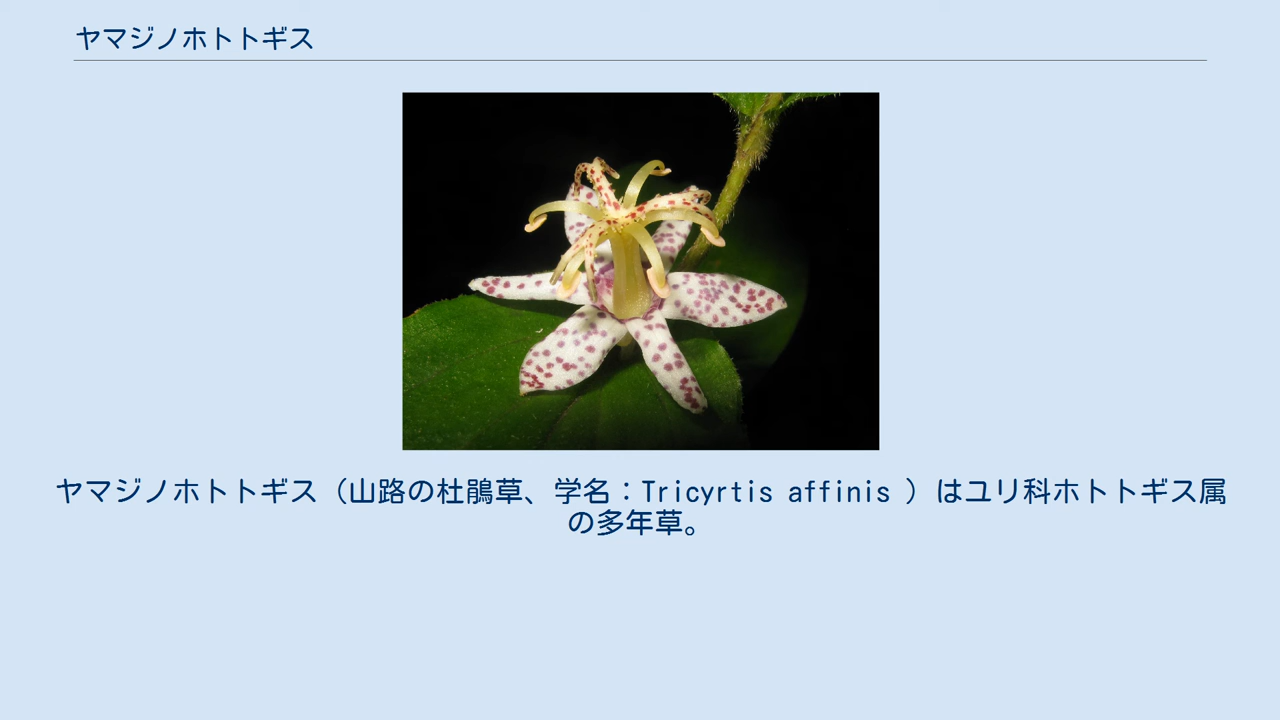 ヤマジノホトトギス
ヤマジノホトトギス（山路の杜鵑草、学名：Tricyrtis affinis ）はユリ科ホトトギス属
の多年草。